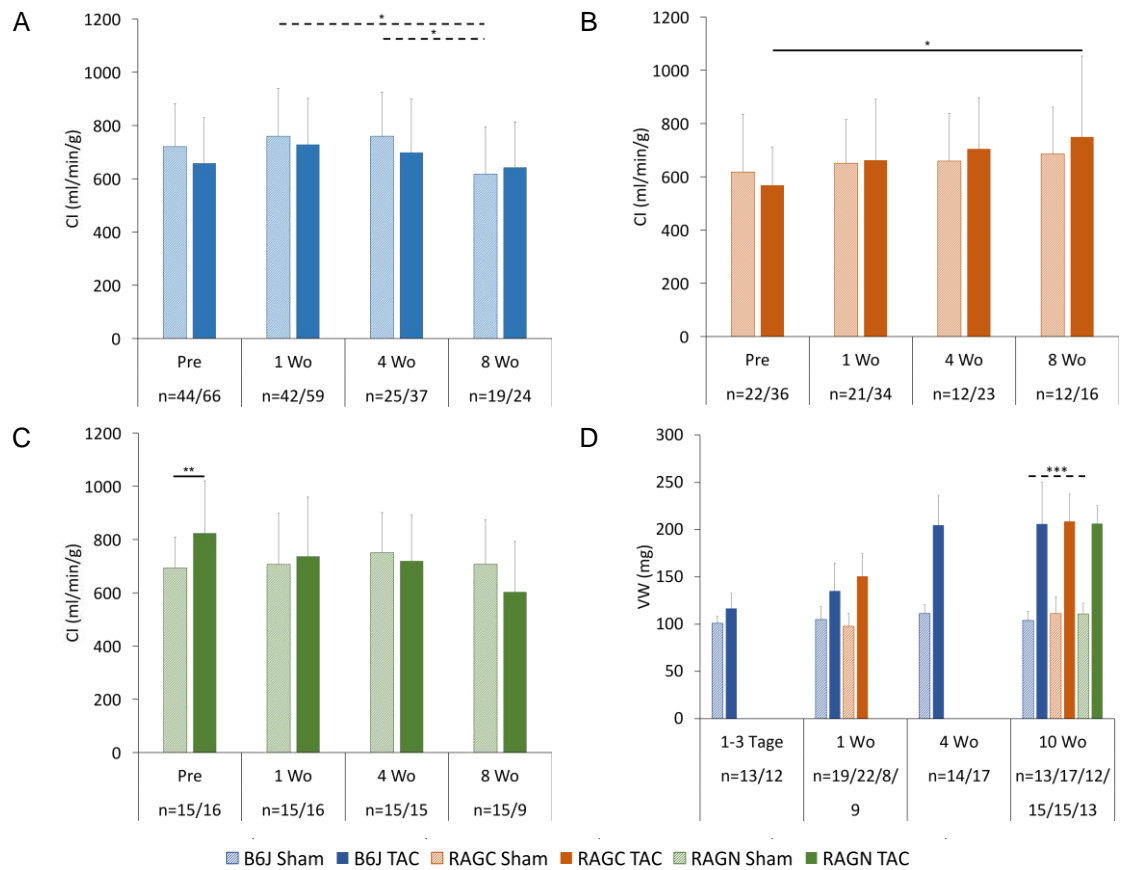 A
1200
1000
800
600
400
200
0
CI (ml/min/g)
*
*
Pre 1 Wo 4 Wo 8 Wo
n=44/66 n=42/59 n=25/37 n=19/24
B
1200
1000
800
600
400
200
0
CI (ml/min/g)
*
Pre 1 Wo 4 Wo 8 Wo
n=22/36 n=21/34 n=12/23 n=12/16
C
1200
1000
800
600
400
200
0
CI (ml/min/g)
**
Pre 1 Wo 4 Wo 8 Wo
n=15/16 n=15/16 n=15/15 n=15/9
D
300
250
200
150
100
50
0
VW (mg)
***
1-3 Tage 1 Wo 4 Wo 10 Wo
n=13/12 n=19/22/8/ n=14/17 n=13/17/12/
9 15/15/13
B6J Sham B6J TAC RAGC Sham RAGC TAC RAGN Sham RAGN TAC